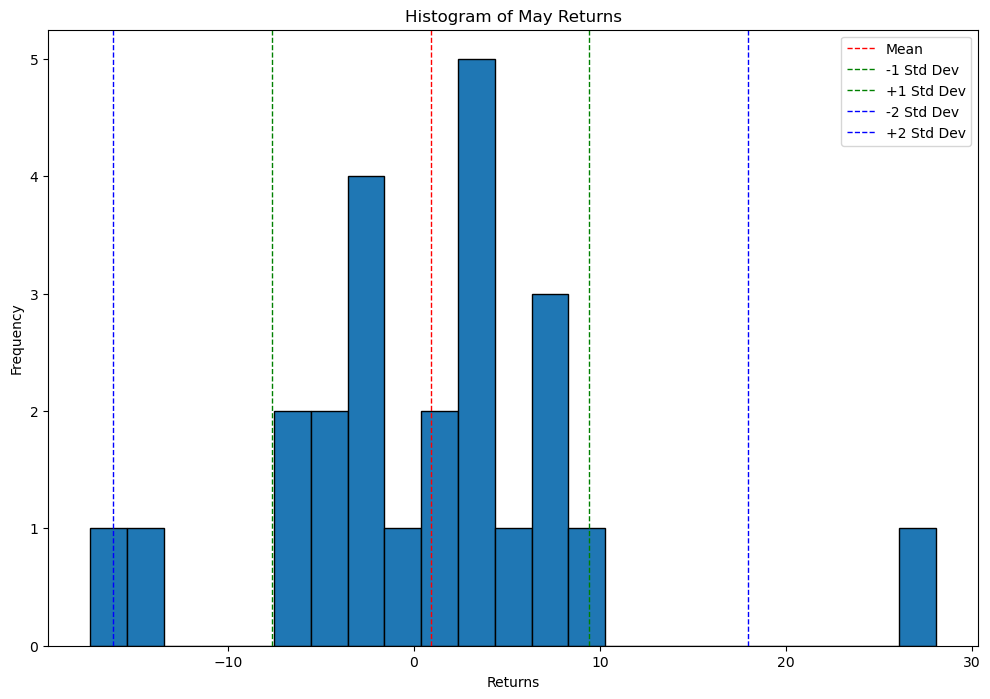 Histogram of May Returns
Mean
-1 Std Dev
+1 Std Dev
-2 Std Dev
+2 Std Dev
Frequency
5
4
3
2
1
0
−10
0
10
20
30
Returns